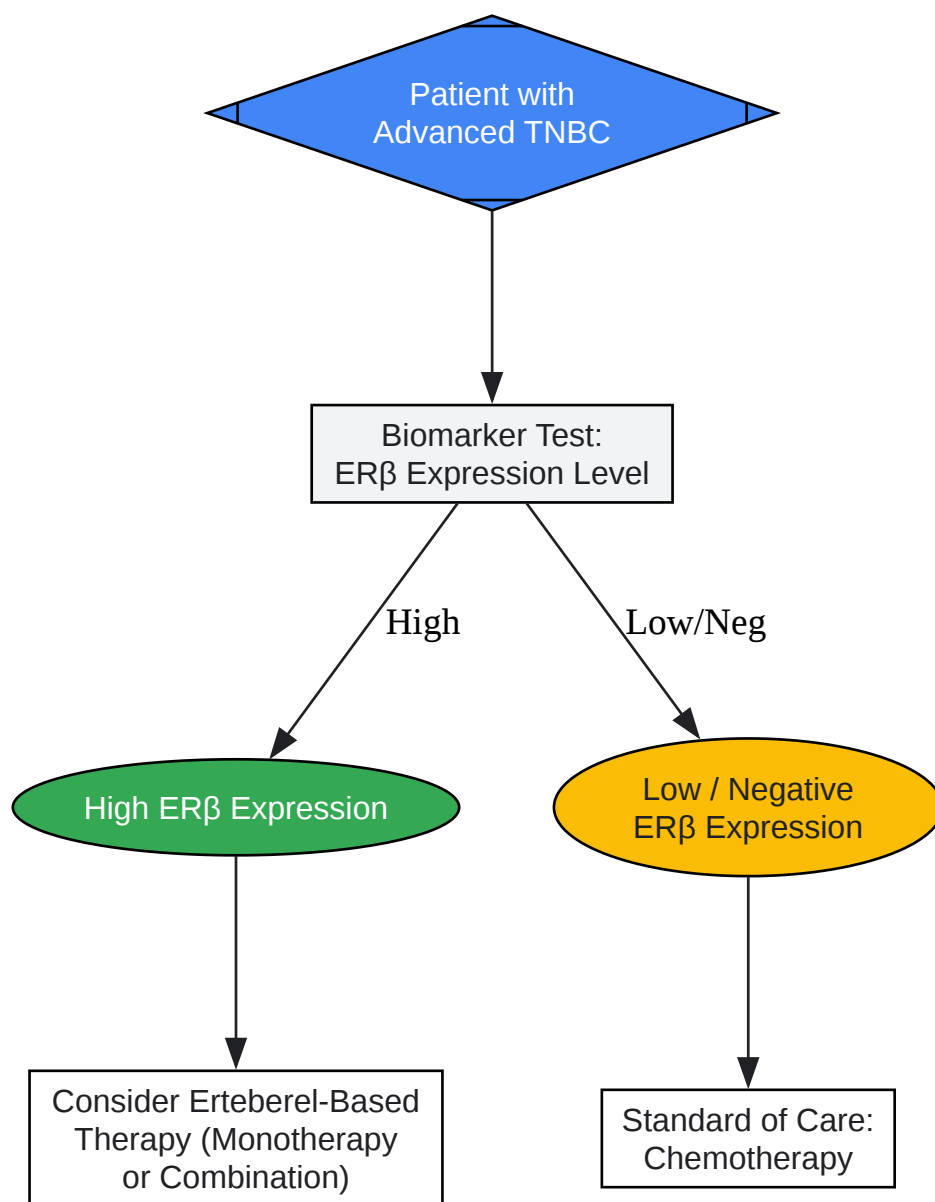 Patient with
Advanced TNBC
Biomarker Test:
ERβ Expression Level
High
Low/Neg
High ERβ Expression
Low / Negative
ERβ Expression
Consider Erteberel-Based
Therapy (Monotherapy
or Combination)
Standard of Care:
Chemotherapy